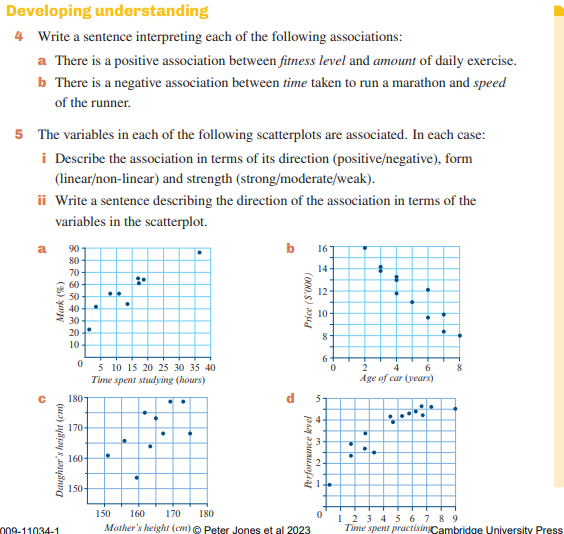 Developing understanding
4 Write a sentence interpreting each of the following associations:
a There is a positive association between fitness level and amount of daily exercise.
b There is a negative association between time taken to run a marathon and speed
of the runner.
5 The variables in each of the following scatterplots are associated. In each case:
i Describe the association in terms of its direction (positive/negative), form
(linear/non-linear) and strength (strong/moderate/weak).
ii Write a sentence describing the direction of the association in terms of the
variables in the scatterplot.
a
90
80
70
60
50
40
30
20
10
0
Mark (%)
5 10 15 20 25 30 35 40
Time spent studying (hours)
b
16
14
12
10
8
6
Price ($'000)
0 2 4 6 8
Age of car (years)
c
180
170
160
150
Daughter's height (cm)
150 160 170 180
Mother's height (cm)
d
5
4
3
2
1
0
Performance level
1 2 3 4 5 6 7 8 9
Time spent practising
009-11034-1 © Peter Jones et al 2023 Cambridge University Press